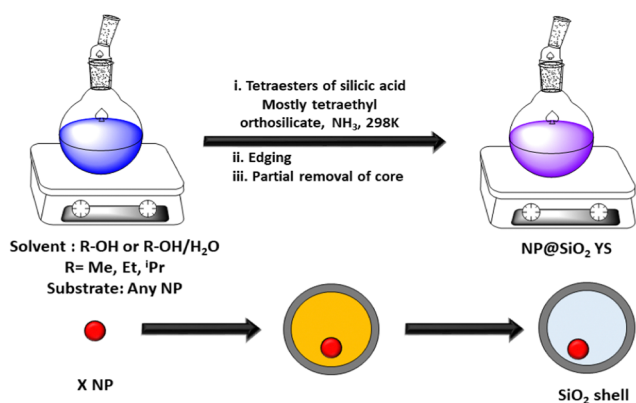 i. Tetraesters of silicic acid
Mostly tetraethyl
orthosilicate, NH₃, 298K
ii. Edging
iii. Partial removal of core
Solvent : R-OH or R-OH/H₂O
R= Me, Et, ⁱPr
Substrate: Any NP
NP@SiO₂ YS
X NP
SiO₂ shell